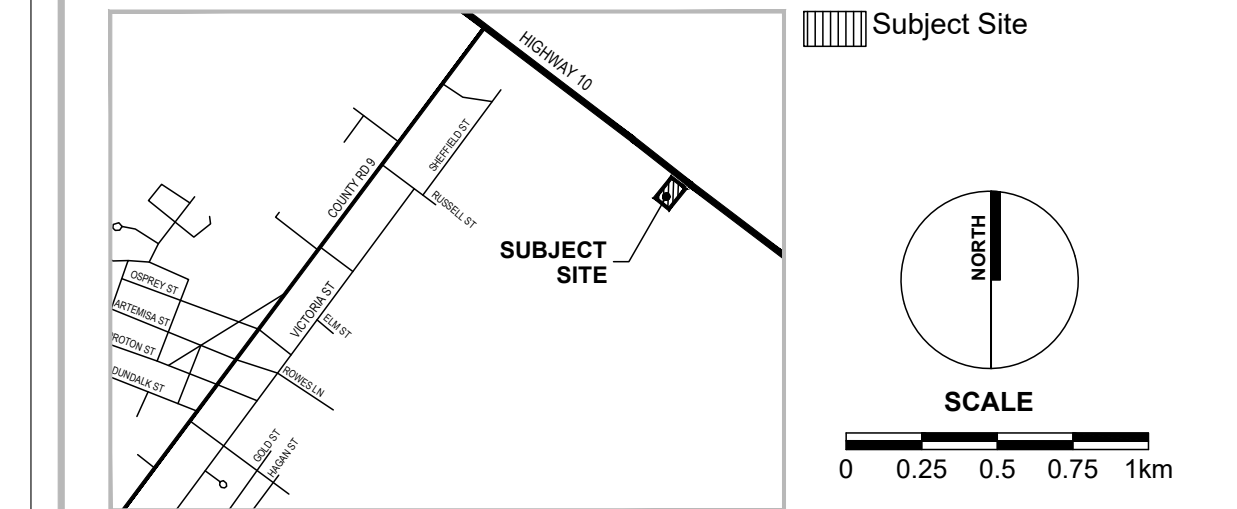 Subject Site
HIGHWAY 10
SHEFFIELD ST
COUNTY RD 9
RUSSELL ST
SUBJECT
SITE
NORTH
OSPREY ST
ARTEMISA ST
ROTON ST
DUNDALK ST
VICTORIA ST
ELM ST
ROWES LN
GOLD ST
HAGAN ST
SCALE
0 0.25 0.5 0.75 1km